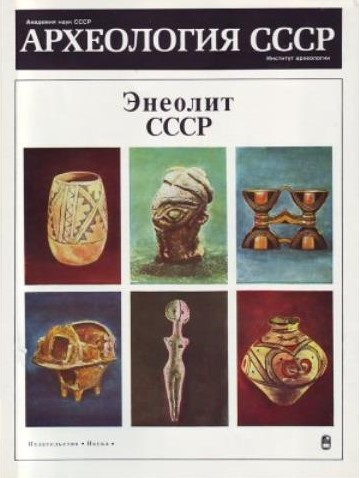 Академия наук СССР
АРХЕОЛОГИЯ СССР
Институт археологии
Энеолит
СССР
Издательство • Наука •